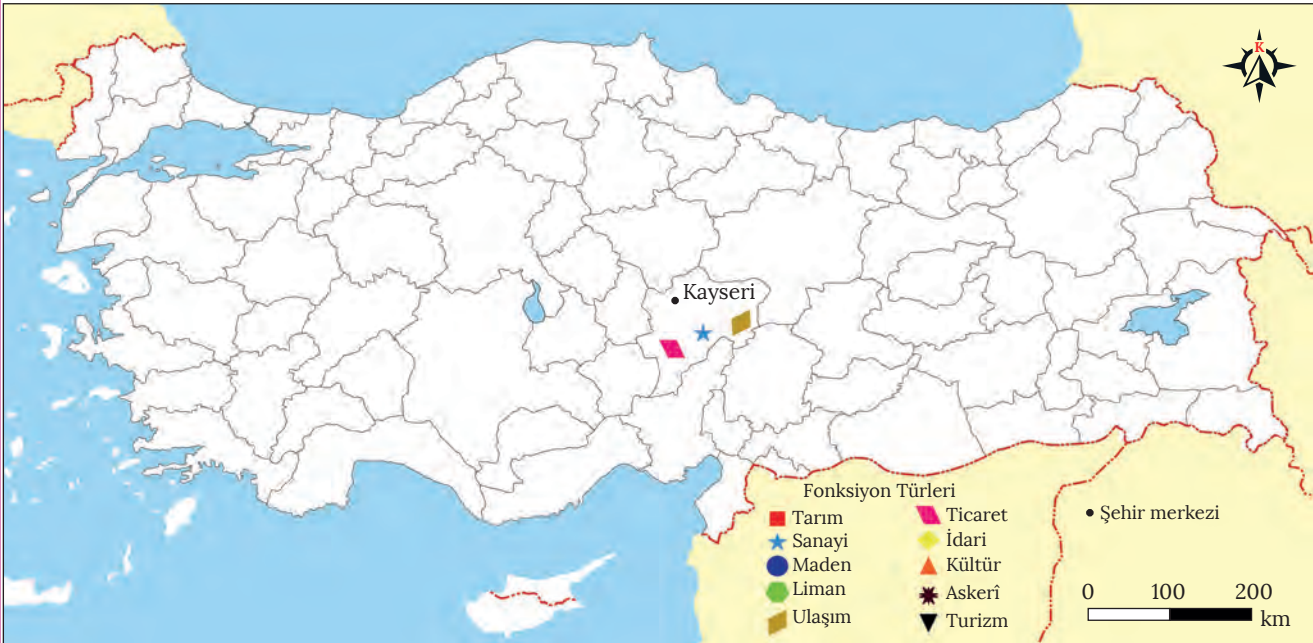 K
Kayseri
Fonksiyon Türleri
Tarım
Sanayi
Maden
Liman
Ulaşım
Ticaret
İdari
Kültür
Askerî
Turizm
Şehir merkezi
0 100 200
km